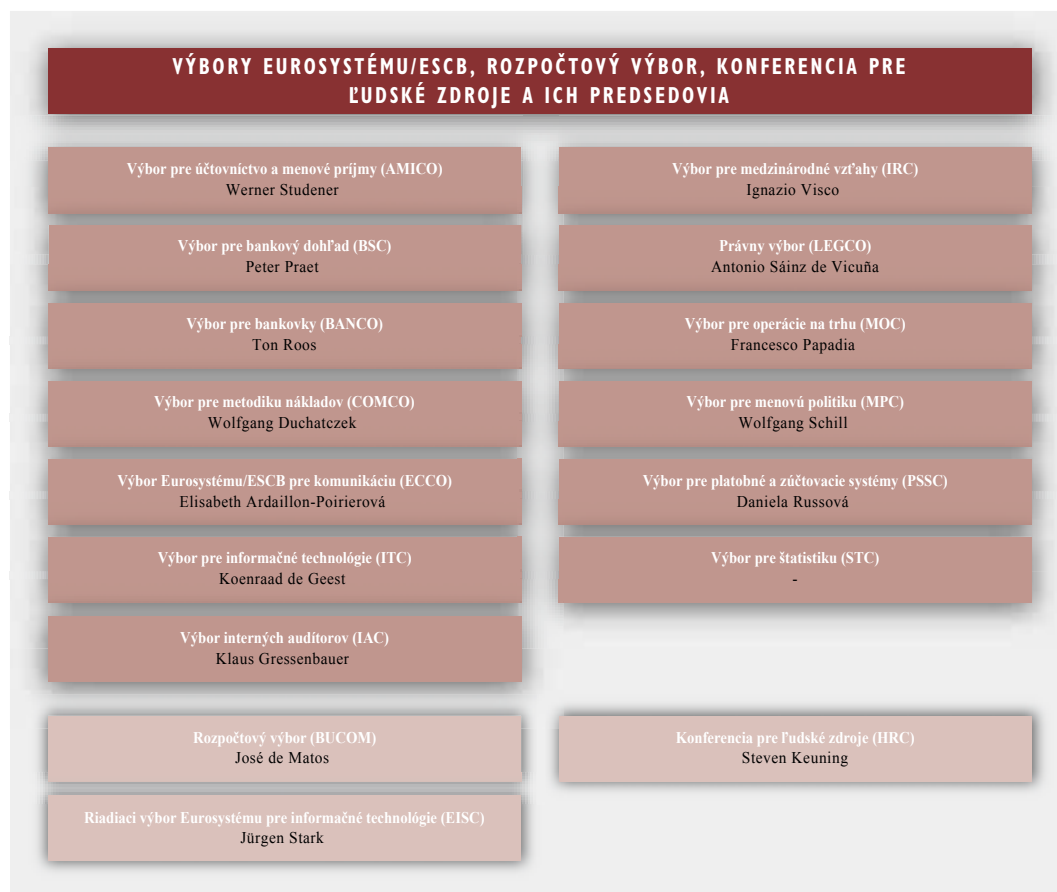 VÝBORY EUROSYSTÉMU/ESCB, ROZPOČTOVÝ VÝBOR, KONFERENCIA PRE
ĽUDSKÉ ZDROJE A ICH PREDSEDOVIA
Výbor pre účtovníctvo a menové príjmy (AMICO)
Werner Studener
Výbor pre bankový dohľad (BSC)
Peter Praet
Výbor pre bankovky (BANCO)
Ton Roos
Výbor pre metodiku nákladov (COMCO)
Wolfgang Duchatczek
Výbor Eurosystému/ESCB pre komunikáciu (ECCO)
Elisabeth Ardaillon-Poirierová
Výbor pre informačné technológie (ITC)
Koenraad de Geest
Výbor interných audítorov (IAC)
Klaus Gressenbauer
Výbor pre medzinárodné vzťahy (IRC)
Ignazio Visco
Právny výbor (LEGCO)
Antonio Sáinz de Vicuña
Výbor pre operácie na trhu (MOC)
Francesco Papadia
Výbor pre menovú politiku (MPC)
Wolfgang Schill
Výbor pre platobné a zúčtovacie systémy (PSSC)
Daniela Russová
Výbor pre štatistiku (STC)
-
Rozpočtový výbor (BUCOM)
José de Matos
Riadiaci výbor Eurosystému pre informačné technológie (EISC)
Jürgen Stark
Konferencia pre ľudské zdroje (HRC)
Steven Keuning